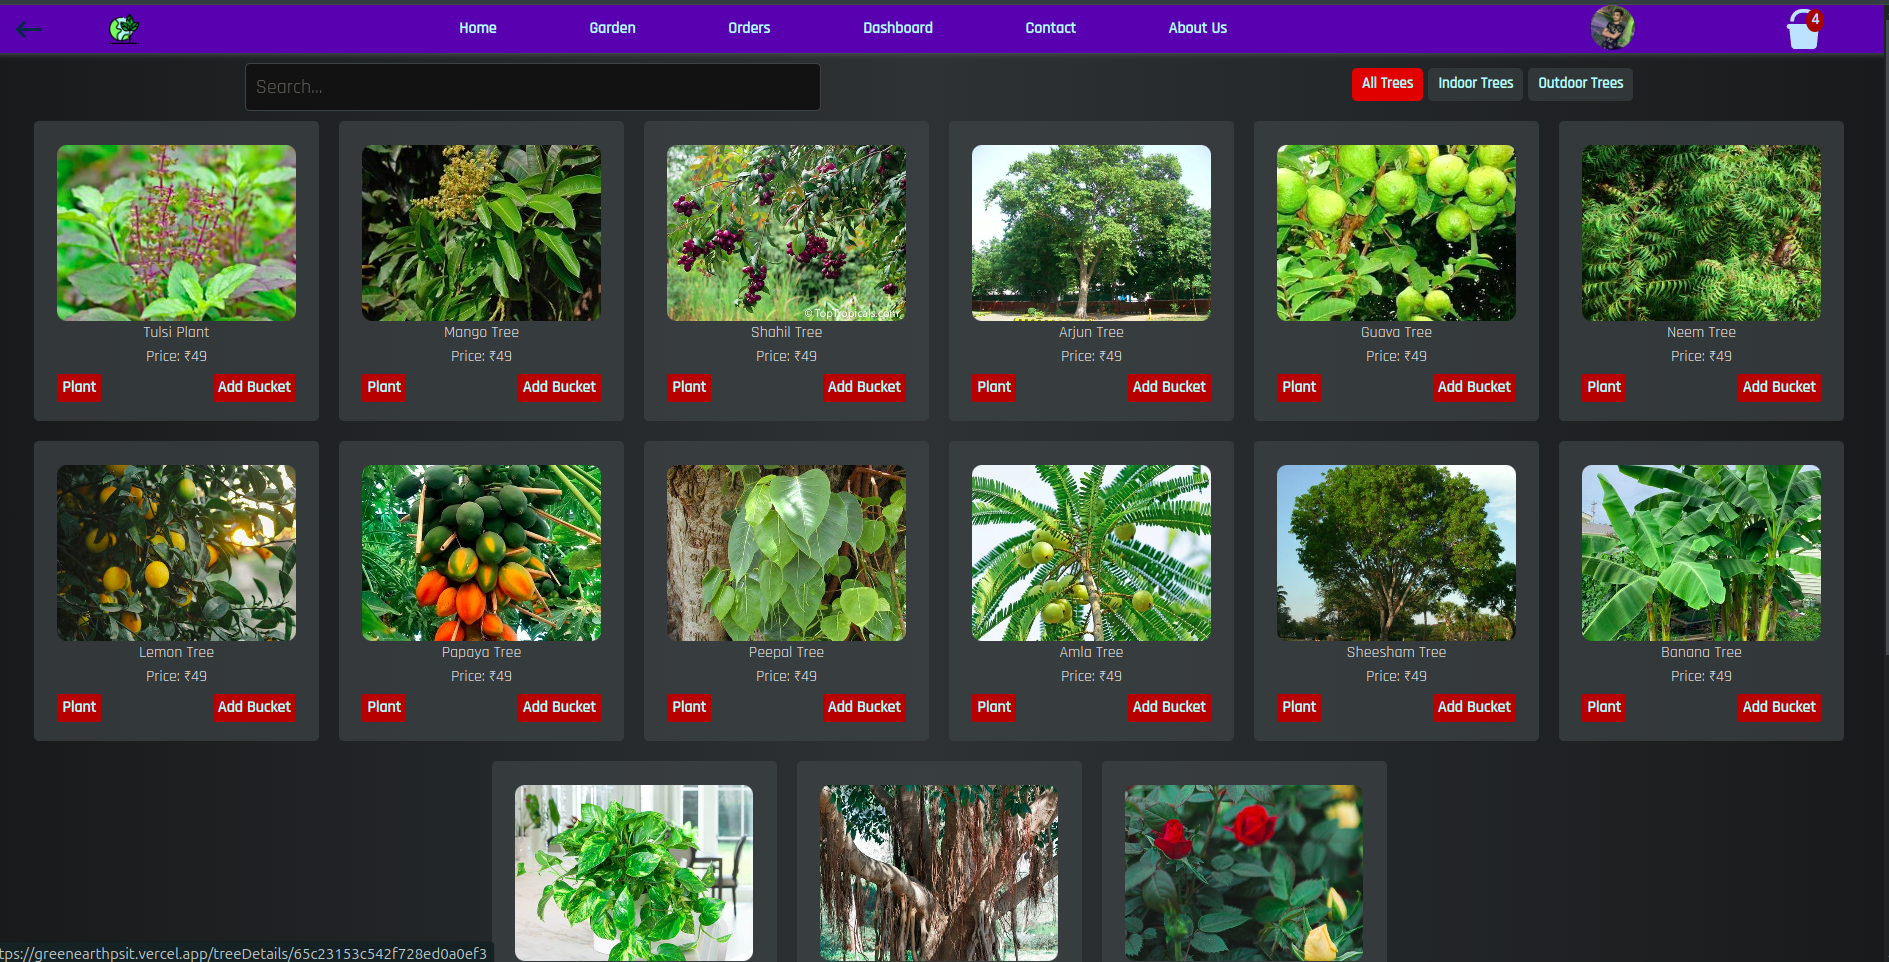 Home Garden Orders Dashboard Contact About Us 4
Search...
All Trees Indoor Trees Outdoor Trees
© TopTropicals.com
Tulsi Plant Mango Tree Shahil Tree Arjun Tree Guava Tree Neem Tree
Price: ₹49 Price: ₹49 Price: ₹49 Price: ₹49 Price: ₹49 Price: ₹49
Plant Add Bucket Plant Add Bucket Plant Add Bucket Plant Add Bucket Plant Add Bucket Plant Add Bucket
Lemon Tree Papaya Tree Peepal Tree Amla Tree Sheesham Tree Banana Tree
Price: ₹49 Price: ₹49 Price: ₹49 Price: ₹49 Price: ₹49 Price: ₹49
Plant Add Bucket Plant Add Bucket Plant Add Bucket Plant Add Bucket Plant Add Bucket Plant Add Bucket
tps://greenearthpsit.vercel.app/treeDetails/65c23153c542f728ed0a0ef3